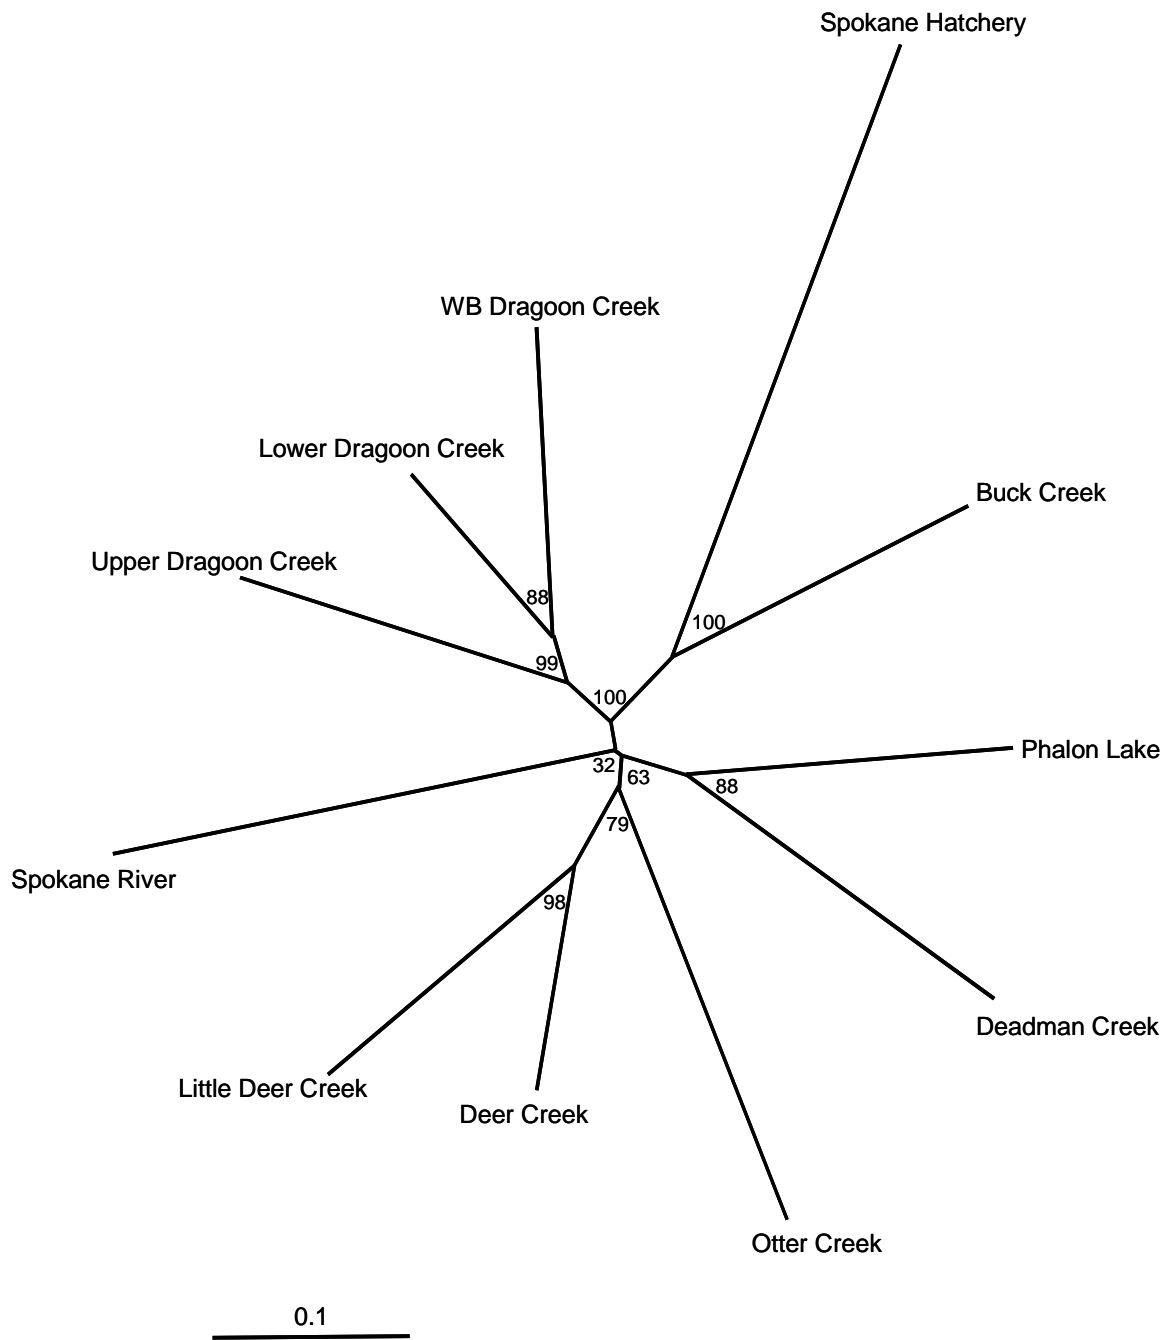 Spokane Hatchery
WB Dragoon Creek
Lower Dragoon Creek
Buck Creek
Upper Dragoon Creek
88
100
99
100
Phalon Lake
32
63
88
79
Spokane River
98
Deadman Creek
Little Deer Creek
Deer Creek
Otter Creek
0.1